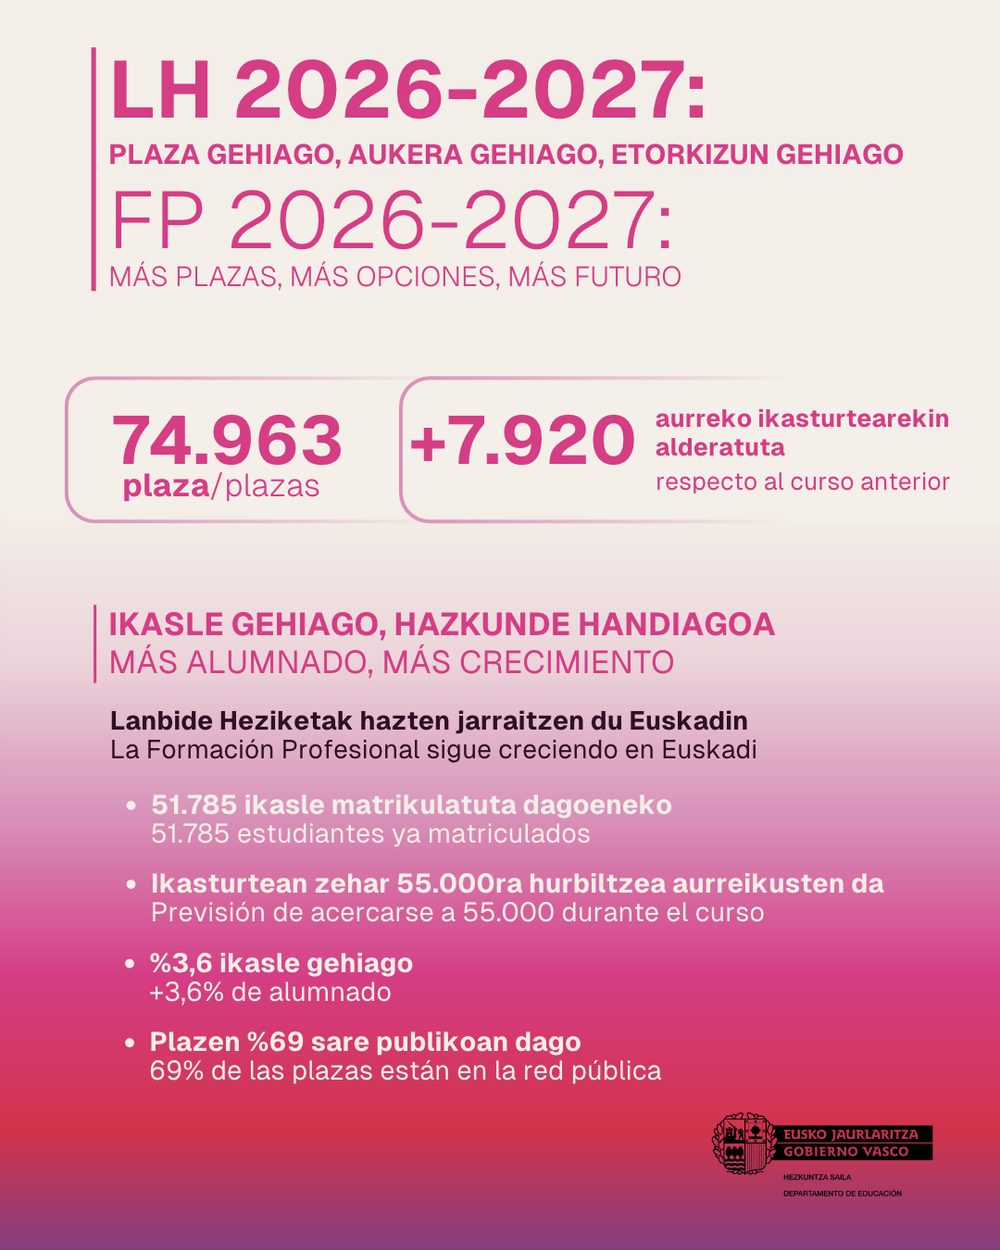 LH 2026-2027:
PLAZA GEHIAGO, AUKERA GEHIAGO, ETORKIZUN GEHIAGO
FP 2026-2027:
MÁS PLAZAS, MÁS OPCIONES, MÁS FUTURO
74.963
plaza/plazas
+7.920
aurreko ikasturtearekin
alderatuta
respecto al curso anterior
IKASLE GEHIAGO, HAZKUNDE HANDIAGOA
MÁS ALUMNADO, MÁS CRECIMIENTO
Lanbide Heziketak hazten jarraitzen du Euskadin
La Formación Profesional sigue creciendo en Euskadi
• 51.785 ikasle matrikulatuta dagoeneko
51.785 estudiantes ya matriculados
• Ikasturtean zehar 55.000ra hurbiltzea aurreikusten da
Previsión de acercarse a 55.000 durante el curso
• %3,6 ikasle gehiago
+3,6% de alumnado
• Plazen %69 sare publikoan dago
69% de las plazas están en la red pública
EUSKO JAURLARITZA
GOBIERNO VASCO
HEZKUNTZA SAILA
DEPARTAMENTO DE EDUCACIÓN